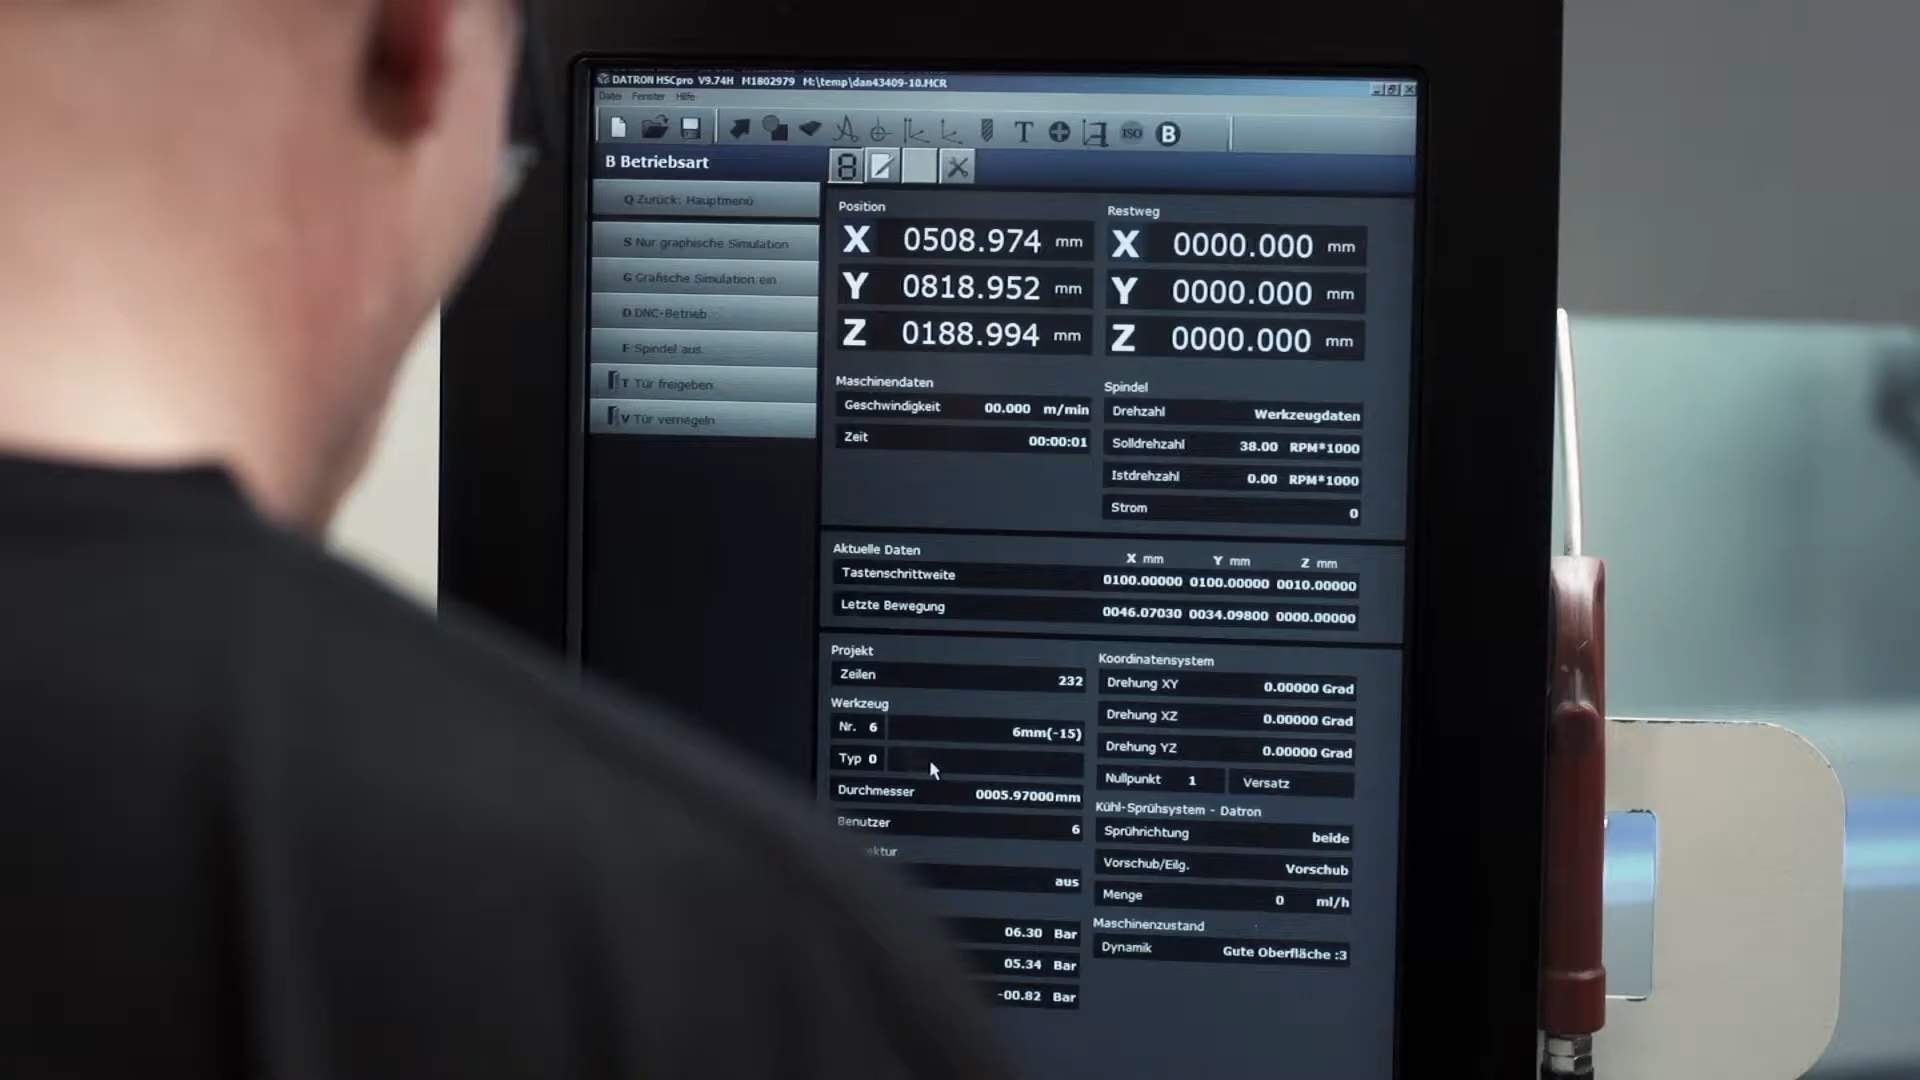 DATRON HSCpro V9.74H M1802979 M:\temp\dan43409-10.MCR
Datei Fenster Hilfe
T ISO B
B Betriebsart
8
Q Zurück: Hauptmenü
S Nur graphische Simulation
G Grafische Simulation ein
D DNC-Betrieb
F Spindel aus
T Tür freigeben
V Tür verriegeln
Position
X 0508.974 mm
Y 0818.952 mm
Z 0188.994 mm
Restweg
X 0000.000 mm
Y 0000.000 mm
Z 0000.000 mm
Maschinendaten
Geschwindigkeit 00.000 m/min
Zeit 00:00:01
Spindel
Drehzahl Werkzeugdaten
Solldrehzahl 38.00 RPM*1000
Istdrehzahl 0.00 RPM*1000
Strom 0
Aktuelle Daten X mm Y mm Z mm
Tastenschrittweite 0100.00000 0100.00000 0010.00000
Letzte Bewegung 0046.07030 0034.09800 0000.00000
Projekt
Zeilen 232
Werkzeug
Nr. 6 6mm(-15)
Typ 0
Durchmesser 0005.97000mm
Benutzer 6
ektur
aus
06.30 Bar
05.34 Bar
-00.82 Bar
Koordinatensystem
Drehung XY 0.00000 Grad
Drehung XZ 0.00000 Grad
Drehung YZ 0.00000 Grad
Nullpunkt 1 Versatz
Kühl-Sprühsystem - Datron
Sprührichtung beide
Vorschub/Eilg. Vorschub
Menge 0 ml/h
Maschinenzustand
Dynamik Gute Oberfläche :3